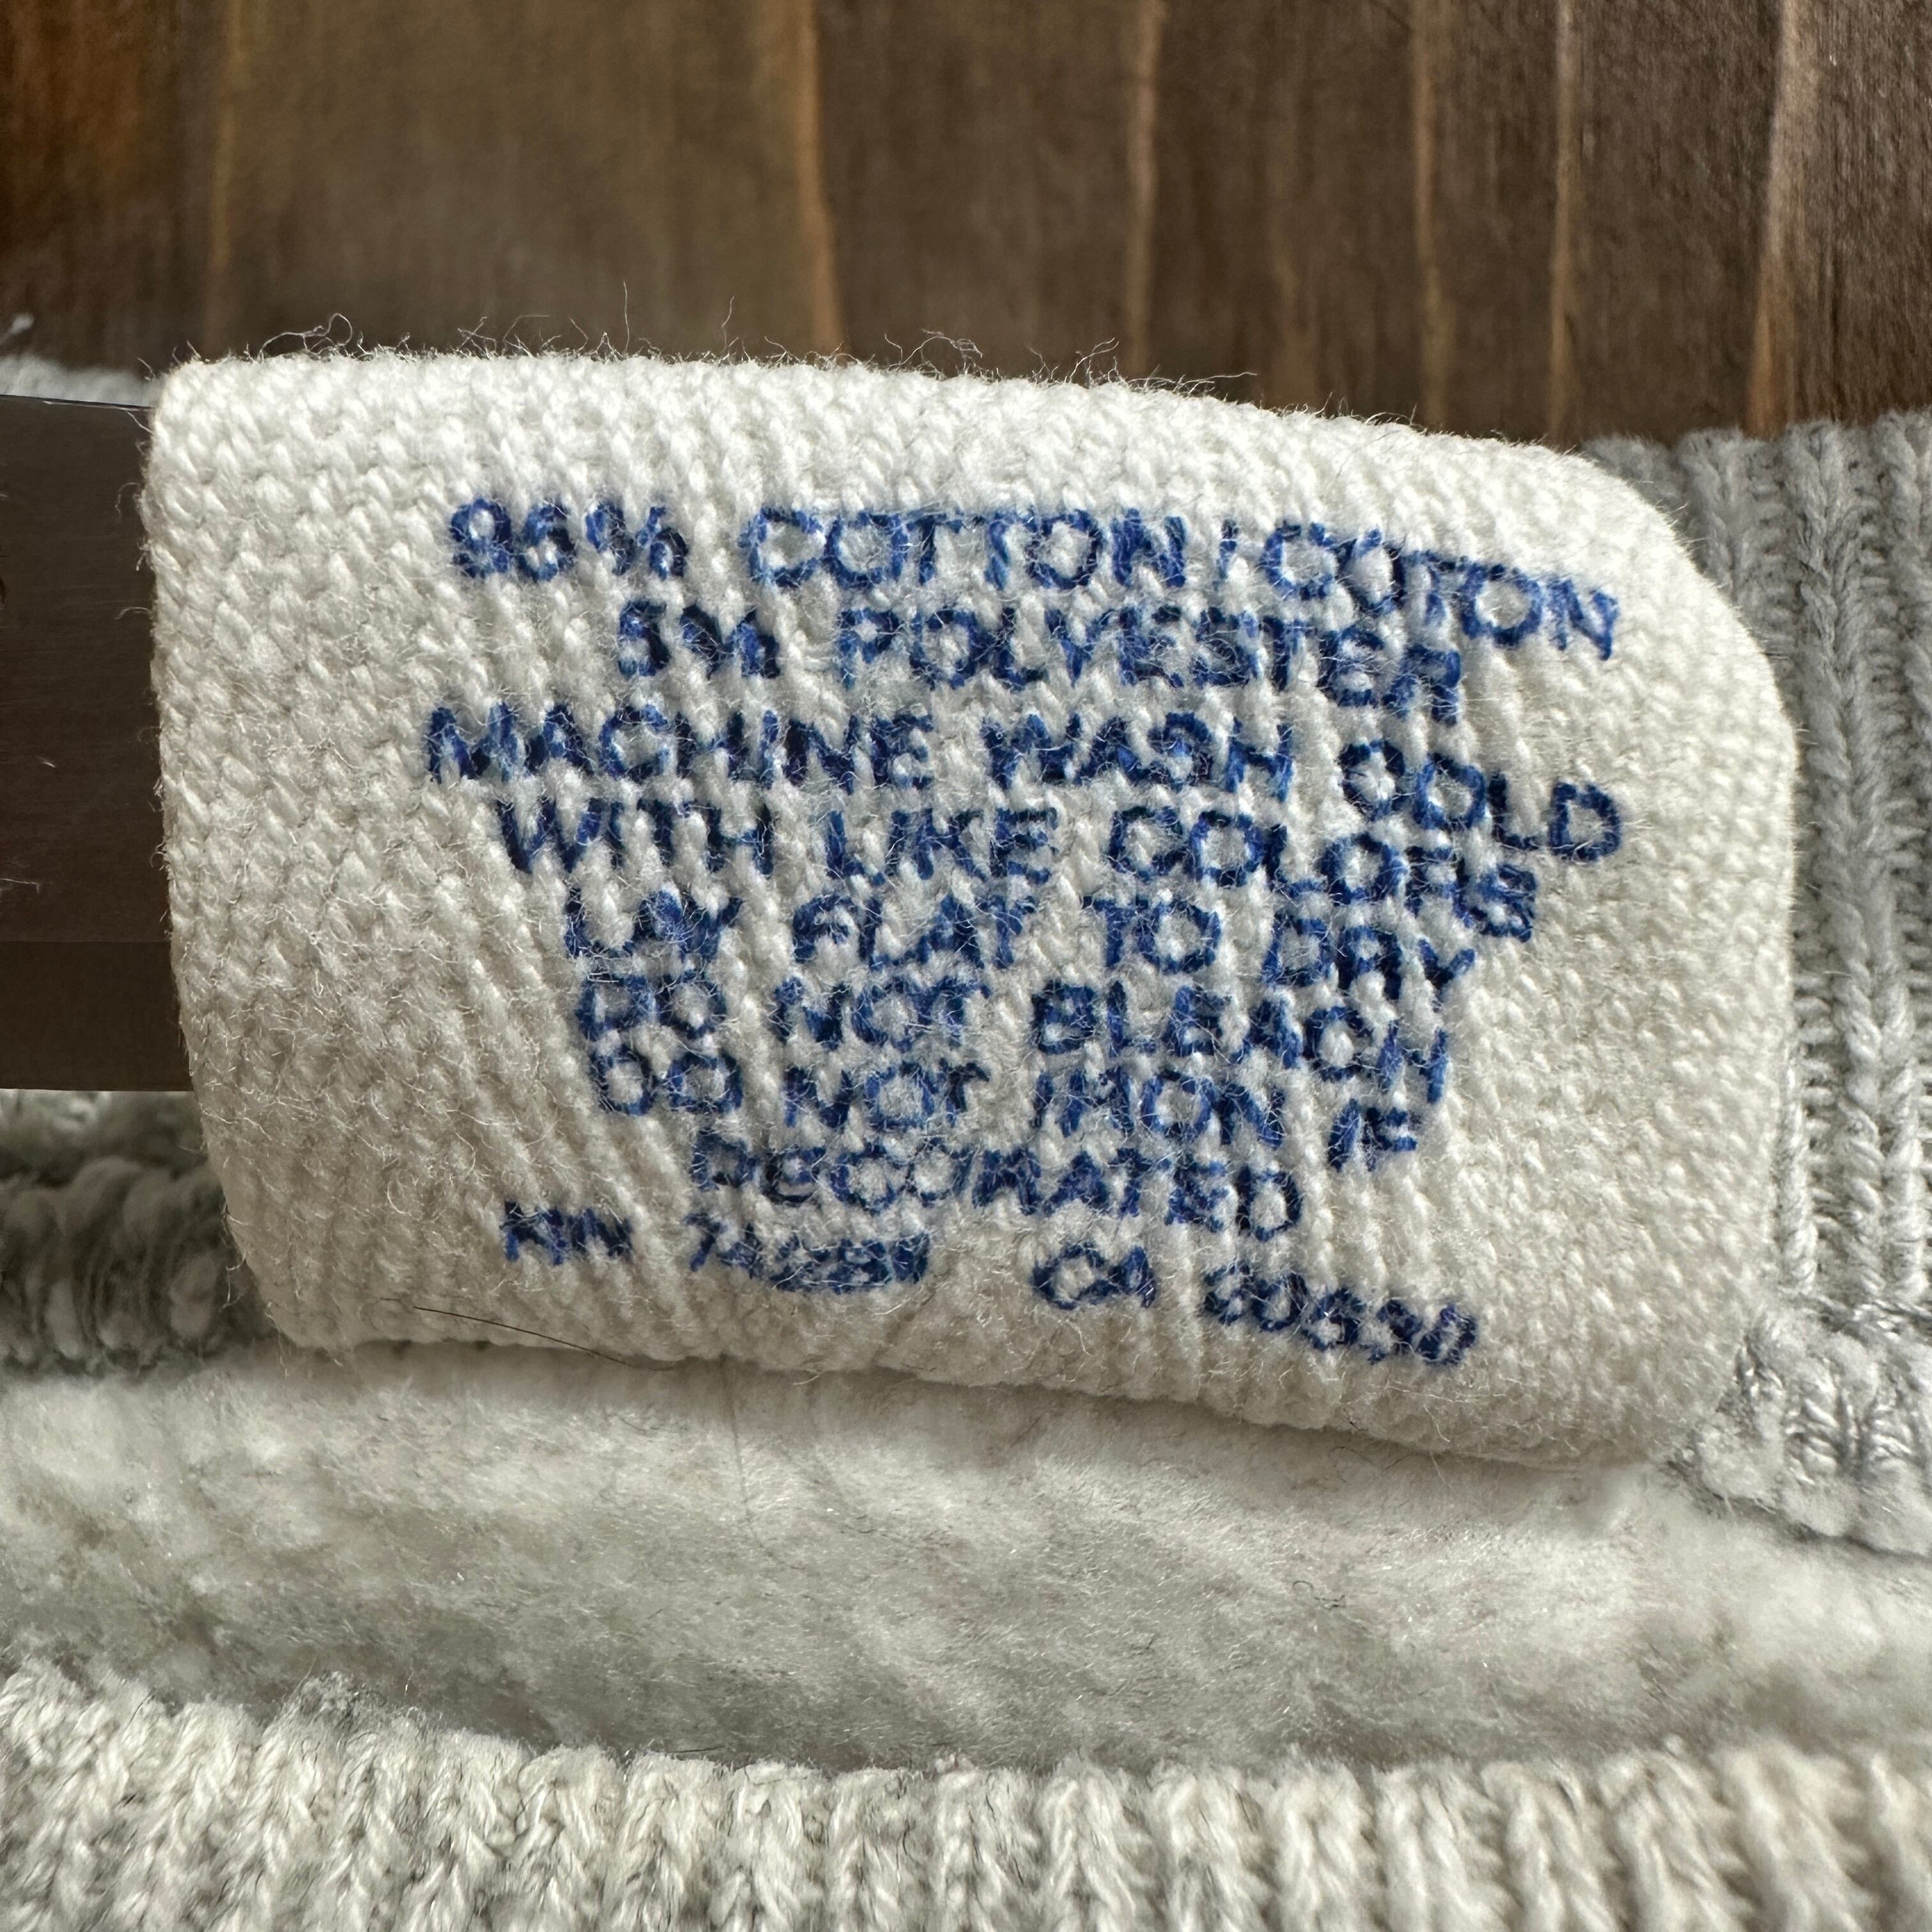 95% COTTON / COTON
5% POLYESTER
MACHINE WASH COLD
WITH LIKE COLORS
LAY FLAT TO DRY
DO NOT BLEACH
DO NOT IRON IF
DECORATED
CA